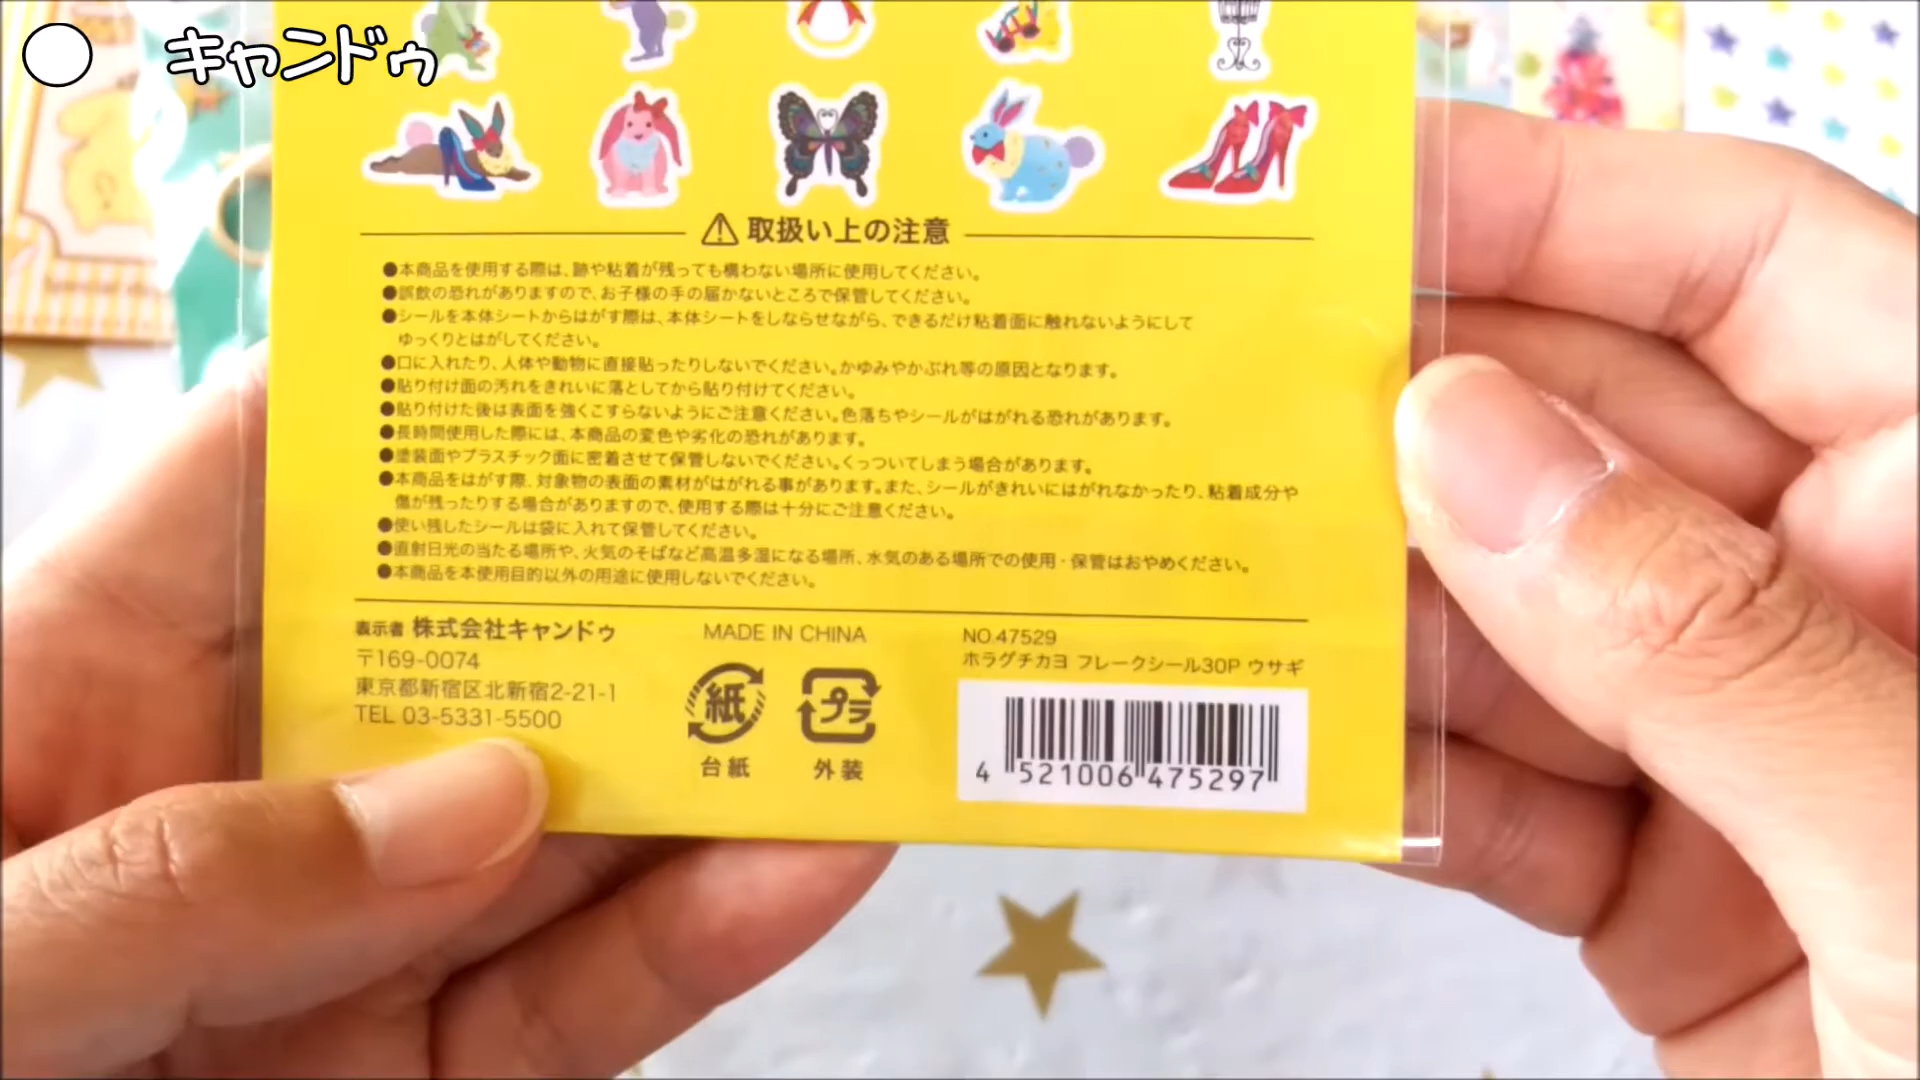 キャンドゥ
⚠ 取扱い上の注意
●本商品を使用する際は、跡や粘着が残っても構わない場所に使用してください。
●誤飲の恐れがありますので、お子様の手の届かないところで保管してください。
●シールを本体シートからはがす際は、本体シートをしならせながら、できるだけ粘着面に触れないようにして
ゆっくりとはがしてください。
●口に入れたり、人体や動物に直接貼ったりしないでください。かゆみやかぶれ等の原因となります。
●貼り付け面の汚れをきれいに落としてから貼り付けてください。
●貼り付けた後は表面を強くこすらないようにご注意ください。色落ちやシールがはがれる恐れがあります。
●長時間使用した際には、本商品の変色や劣化の恐れがあります。
●塗装面やプラスチック面に密着させて保管しないでください。くっついてしまう場合があります。
●本商品をはがす際、対象物の表面の素材がはがれる事があります。また、シールがきれいにはがれなかったり、粘着成分や
傷が残ったりする場合がありますので、使用する際は十分にご注意ください。
●使い残したシールは袋に入れて保管してください。
●直射日光の当たる場所や、火気のそばなど高温多湿になる場所、水気のある場所での使用・保管はおやめください。
●本商品を本使用目的以外の用途に使用しないでください。
表示者 株式会社キャンドゥ
〒169-0074
東京都新宿区北新宿2-21-1
TEL 03-5331-5500
MADE IN CHINA
紙
台紙
プラ
外装
NO.47529
ホラグチカヨ フレークシール30P ウサギ
4 521006 475297